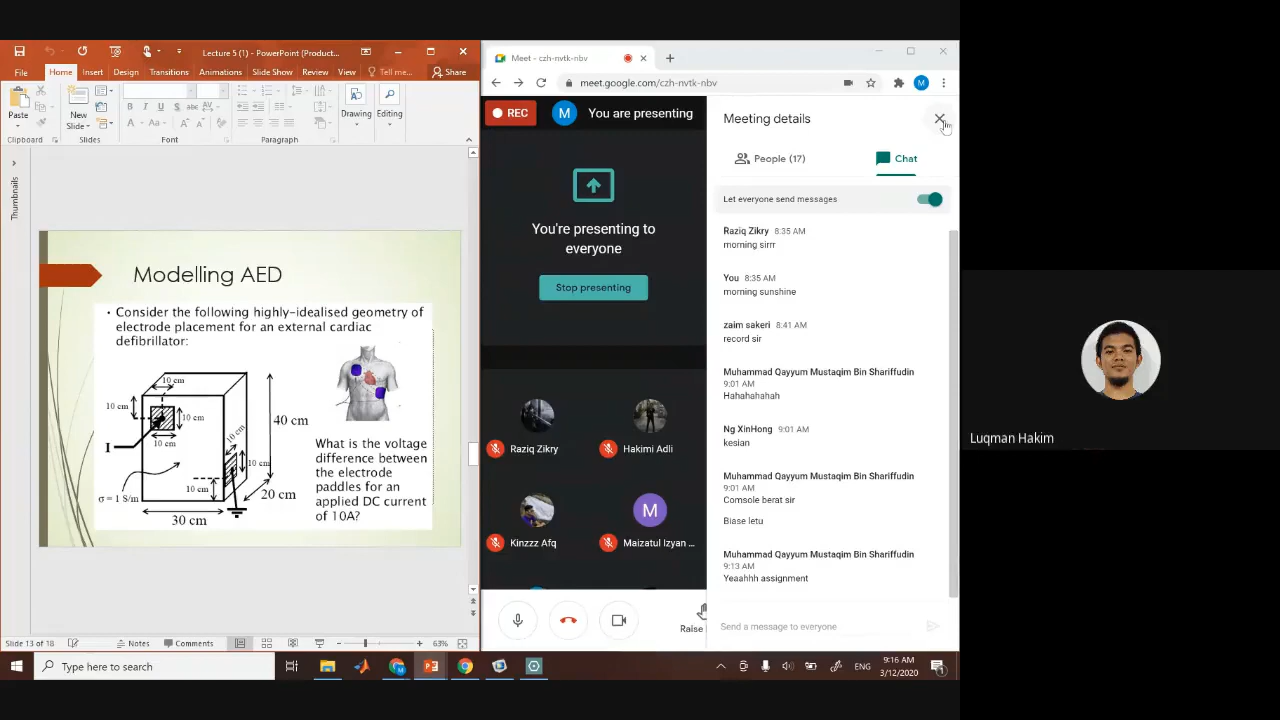 Lecture 5 (1) - PowerPoint (Product...
File
Home
Insert
Design
Transitions
Animations
Slide Show
Review
View
Tell me...
Share
Paste
New
Slide
Drawing
Editing
Clipboard
Slides
Font
Paragraph
Thumbnails
Modelling AED
• Consider the following highly-idealised geometry of
electrode placement for an external cardiac
defibrillator:
10 cm
10 cm
10 cm
10 cm
I
σ = 1 S/m
10 cm
10 cm
10 cm
40 cm
20 cm
30 cm
What is the voltage
difference between
the electrode
paddles for an
applied DC current
of 10A?
Slide 13 of 18
Notes
Comments
63%
Meet - czh-nvtk-nbv
meet.google.com/czh-nvtk-nbv
M
REC
M
You are presenting
You're presenting to
everyone
Stop presenting
Raziq Zikry
Hakimi Adli
Kinzzz Afq
M
Maizatul Izyan ...
Raise
Meeting details
People (17)
Chat
Let everyone send messages
Raziq Zikry 8:35 AM
morning sirrr
You 8:35 AM
morning sunshine
zaim sakeri 8:41 AM
record sir
Muhammad Qayyum Mustaqim Bin Shariffudin
9:01 AM
Hahahahahah
Ng XinHong 9:01 AM
kesian
Muhammad Qayyum Mustaqim Bin Shariffudin
9:01 AM
Comsole berat sir
Biase letu
Muhammad Qayyum Mustaqim Bin Shariffudin
9:13 AM
Yeaahhh assignment
Send a message to everyone
Luqman Hakim
Type here to search
ENG
9:16 AM
3/12/2020